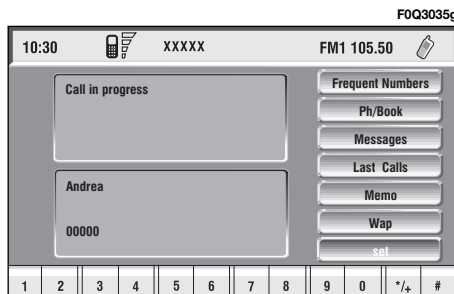 F0Q3035g
10:30 XXXXX FM1 105.50
Call in progress
Andrea
00000
Frequent Numbers
Ph/Book
Messages
Last Calls
Memo
Wap
set
1 2 3 4 5 6 7 8 9 0 */+ #